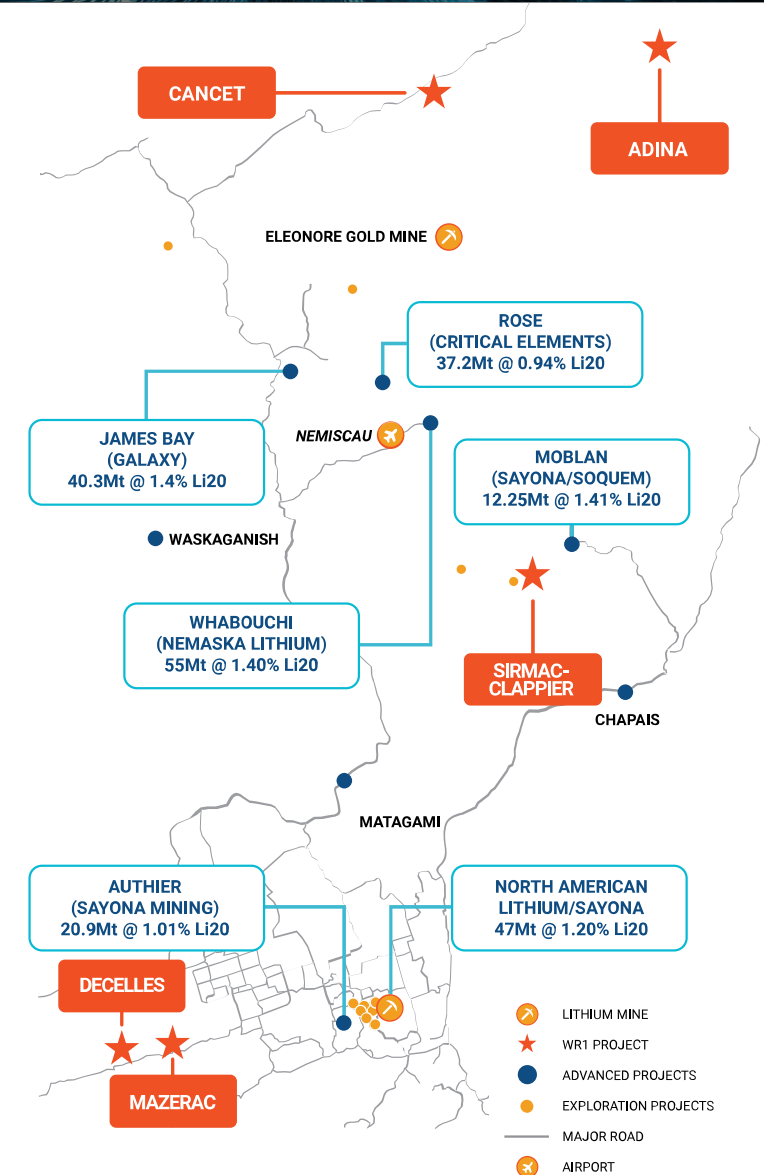 CANCET
ADINA
ELEONORE GOLD MINE
ROSE
(CRITICAL ELEMENTS)
37.2Mt @ 0.94% Li20
JAMES BAY
(GALAXY)
40.3Mt @ 1.4% Li20
NEMISCAU
MOBLAN
(SAYONA/SOQUEM)
12.25Mt @ 1.41% Li20
WASKAGANISH
WHABOUCHI
(NEMASKA LITHIUM)
55Mt @ 1.40% Li20
SIRMAC-
CLAPPIER
CHAPAIS
MATAGAMI
AUTHIER
(SAYONA MINING)
20.9Mt @ 1.01% Li20
NORTH AMERICAN
LITHIUM/SAYONA
47Mt @ 1.20% Li20
DECELLES
MAZERAC
LITHIUM MINE
WR1 PROJECT
ADVANCED PROJECTS
EXPLORATION PROJECTS
MAJOR ROAD
AIRPORT